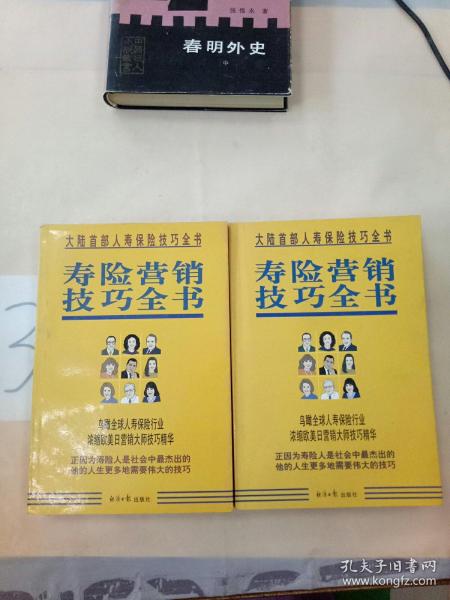 张恨水 著
春明外史
中
大陆首部人寿保险技巧全书
寿险营销
技巧全书
鸟瞰全球人寿保险行业
浓缩欧美日营销大师技巧精华
正因为寿险人是社会中最杰出的
他的人生更多地需要伟大的技巧
经济日报出版社
大陆首部人寿保险技巧全书
寿险营销
技巧全书
鸟瞰全球人寿保险行业
浓缩欧美日营销大师技巧精华
正因为寿险人是社会中最杰出的
他的人生更多地需要伟大的技巧
经济日报出版社
孔夫子旧书网
www.kongfz.com